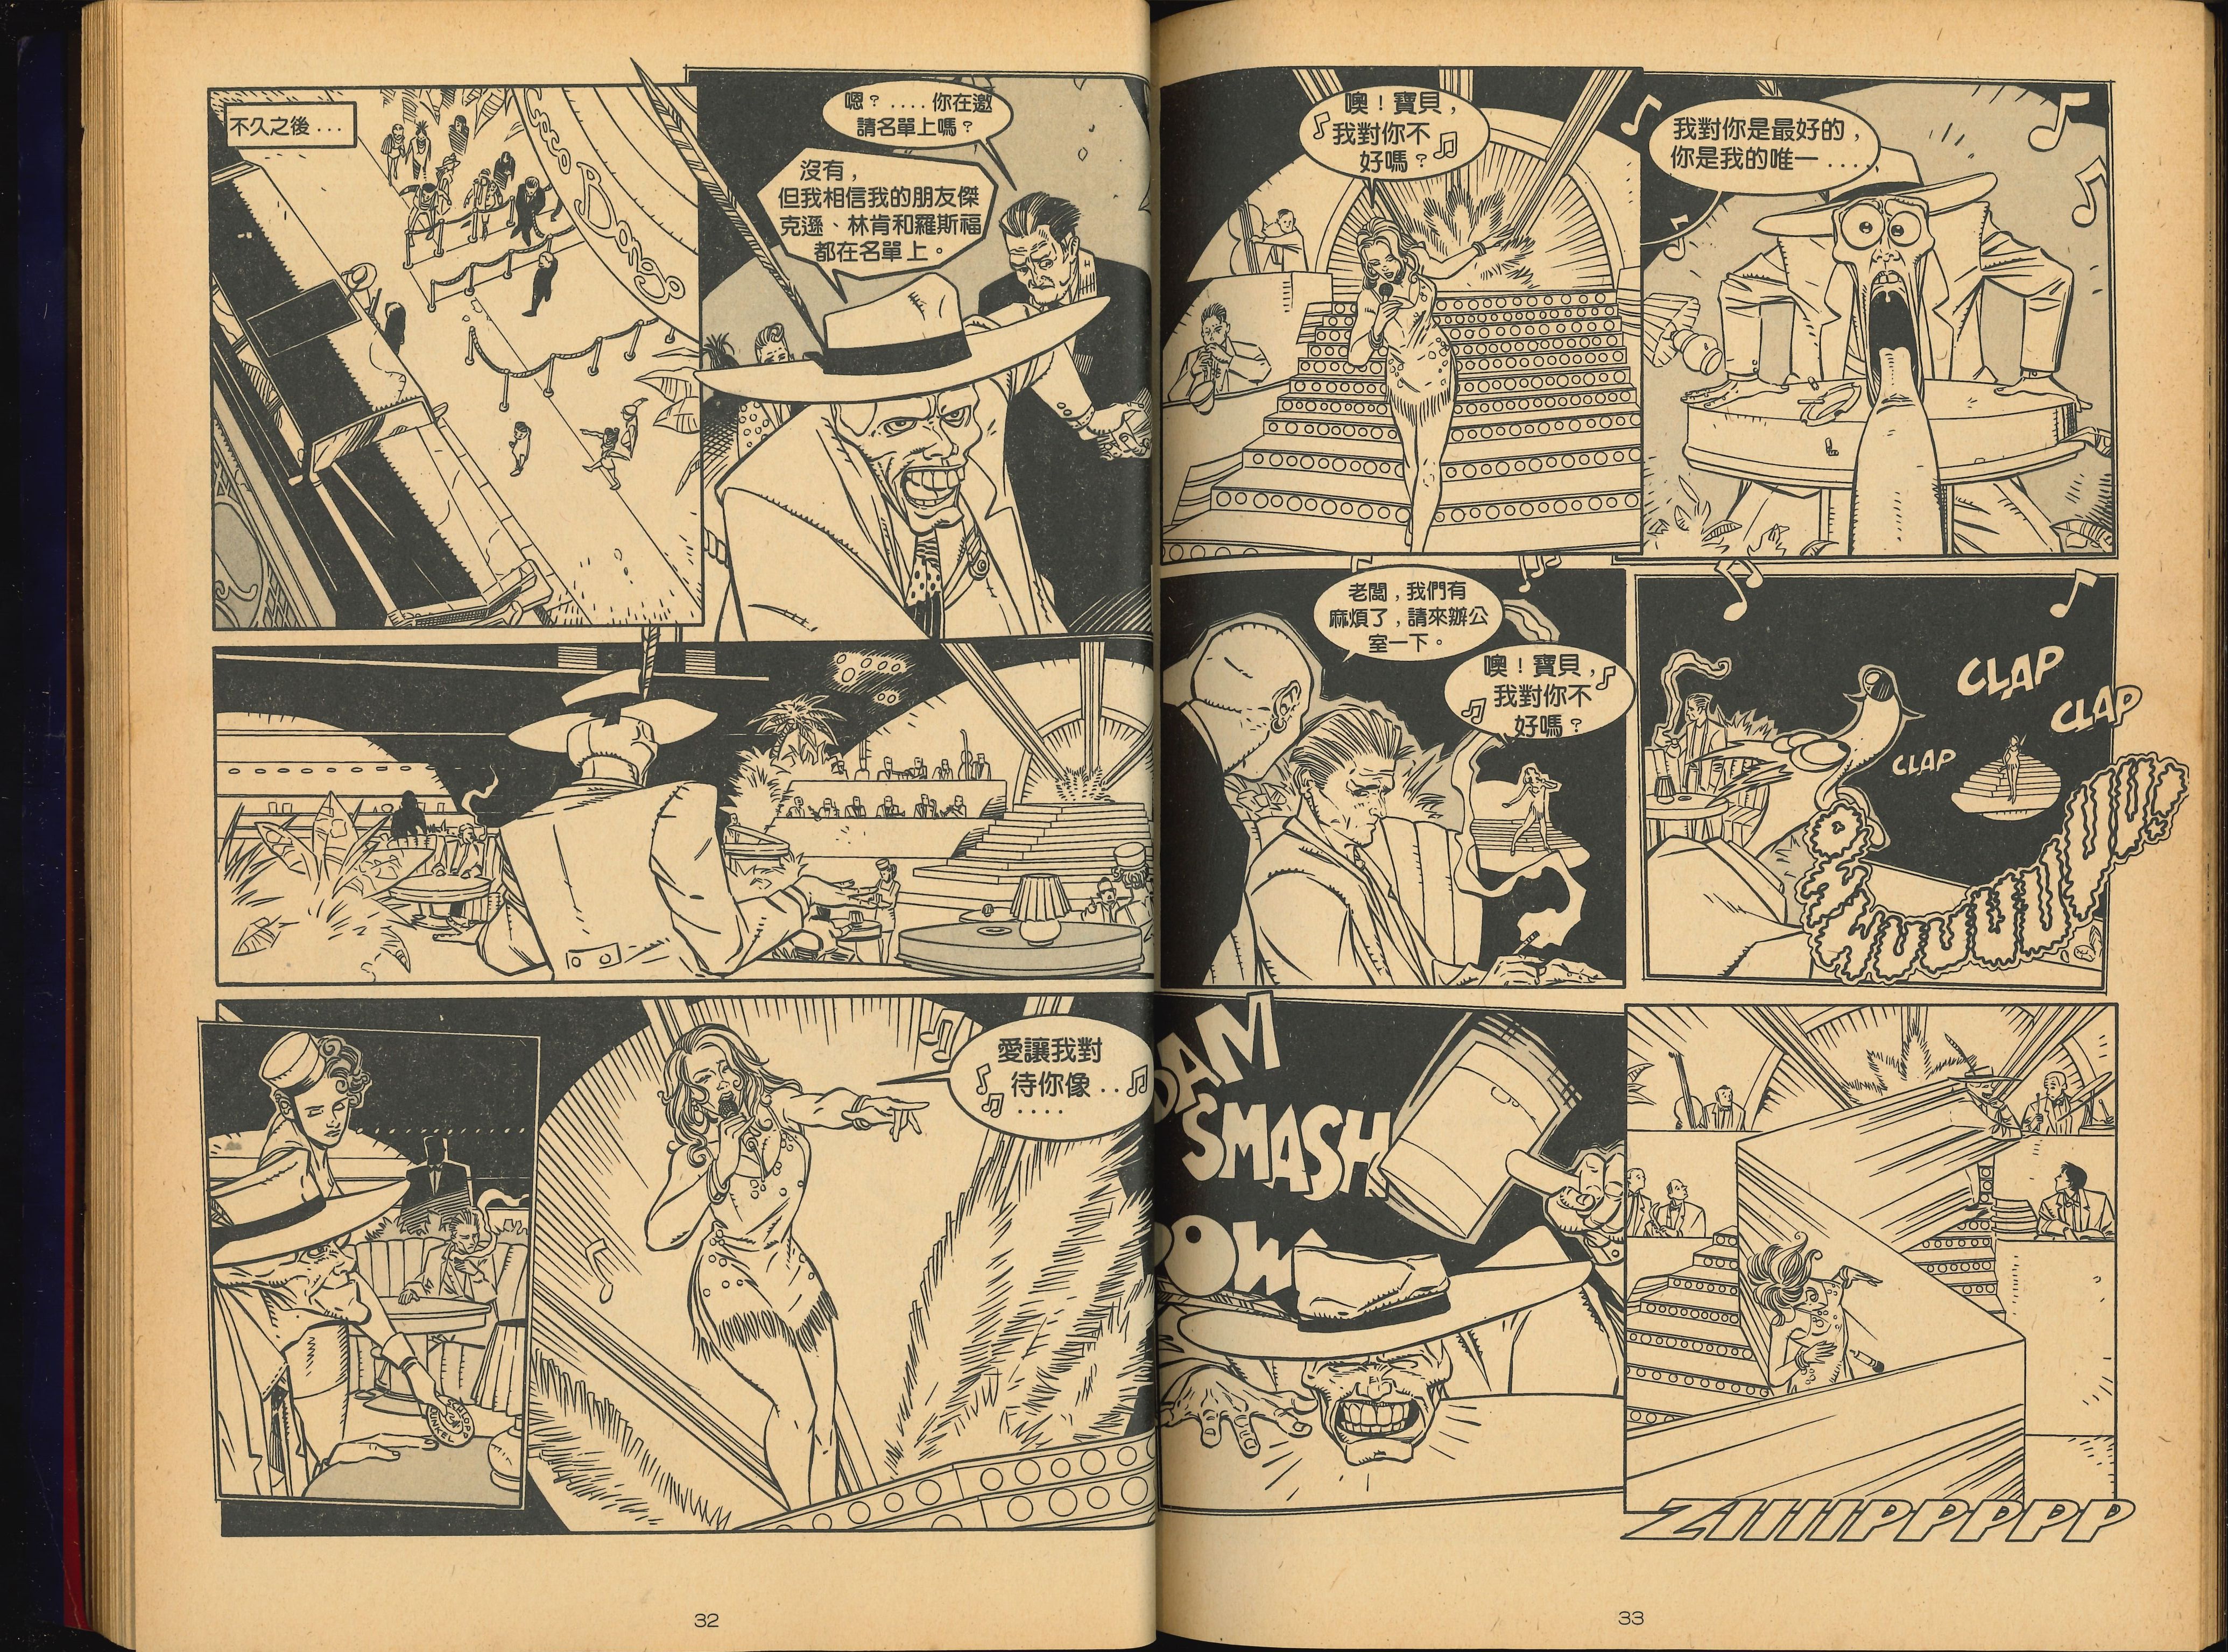 不久之後...
Coco Bongo
嗯？....你在邀
請名單上嗎？
沒有，
但我相信我的朋友傑
克遜、林肯和羅斯福
都在名單上。
愛讓我對
待你像..
....
SCHILDA
UNKEL
32
噢！寶貝，
我對你不
好嗎？
我對你是最好的，
你是我的唯一....
老闆，我們有
麻煩了，請來辦公
室一下。
噢！寶貝，
我對你不
好嗎？
CLAP
CLAP
CLAP
BAM
SMASH
POW
ZIIIIPPPPP
33